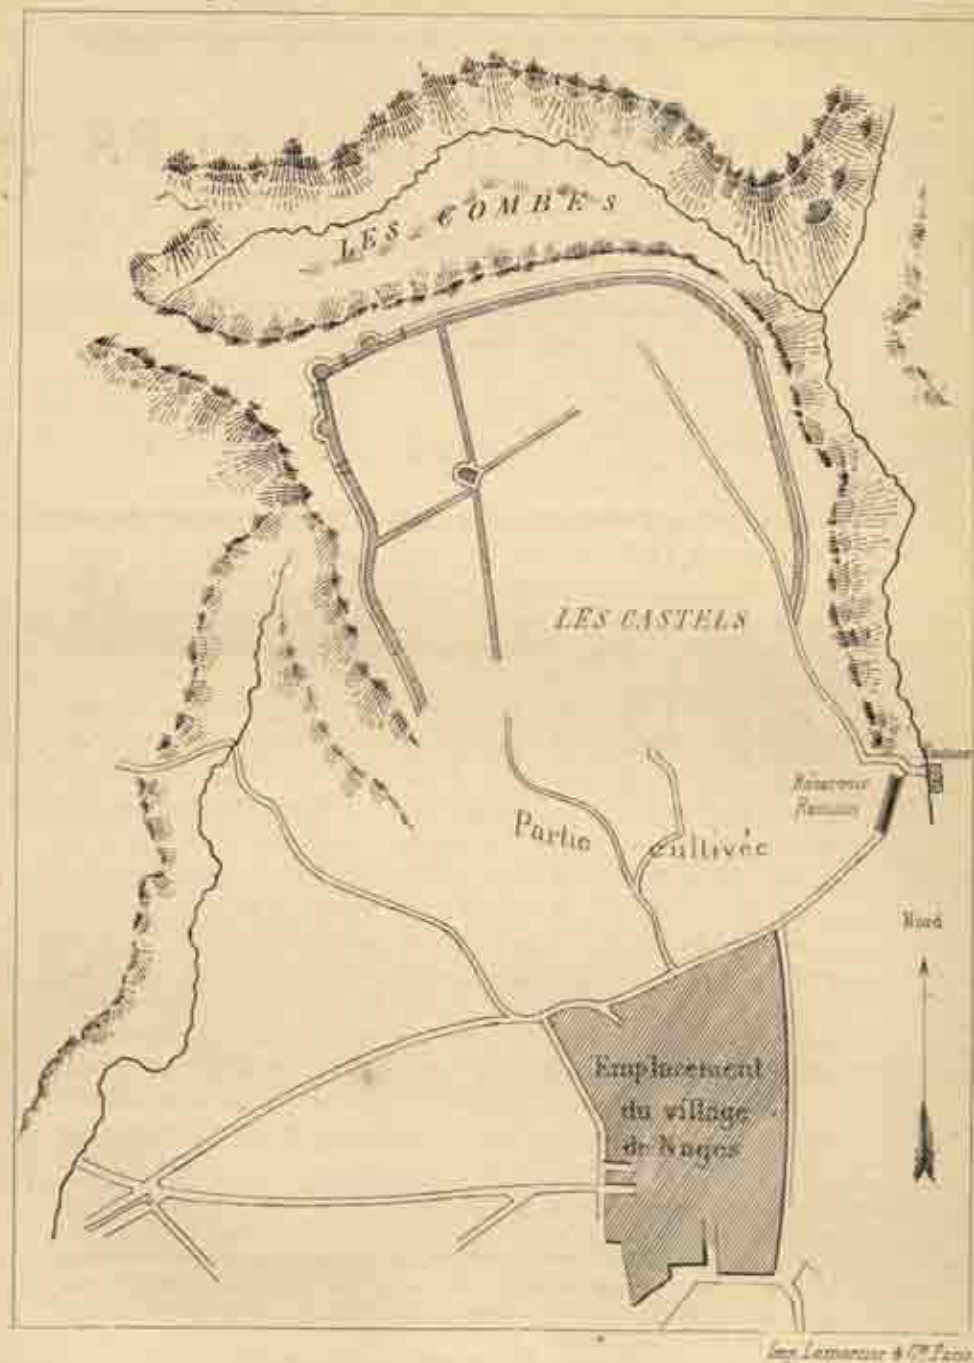 LES COMBES
LES CASTELS
Réservoir
Romain
Partie cultivée
Nord
Emplacement
du village
de Nages
Imp. Lemercier & Cie Paris